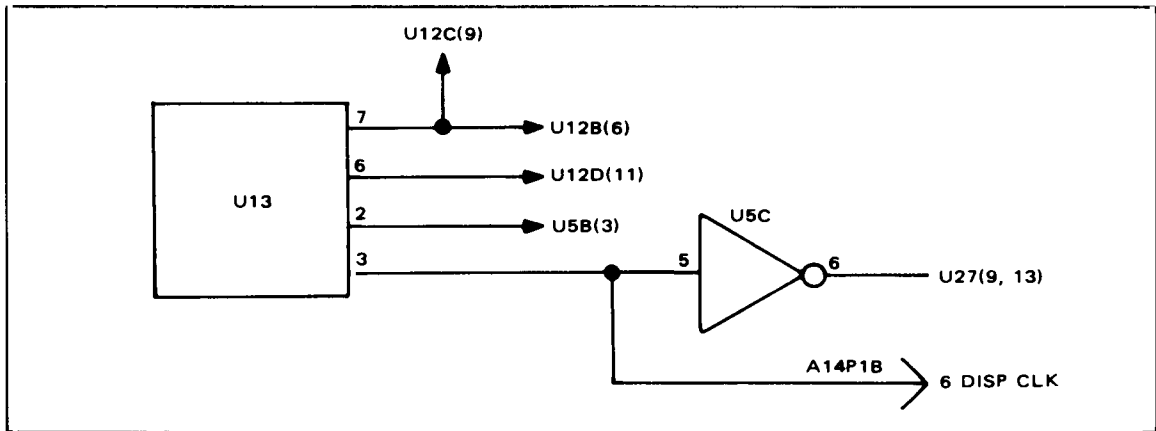 U12C(9)
7
U12B(6)
6
U12D(11)
U13
2
U5B(3)
U5C
3
5
6
U27(9, 13)
A14P1B
6 DISP CLK